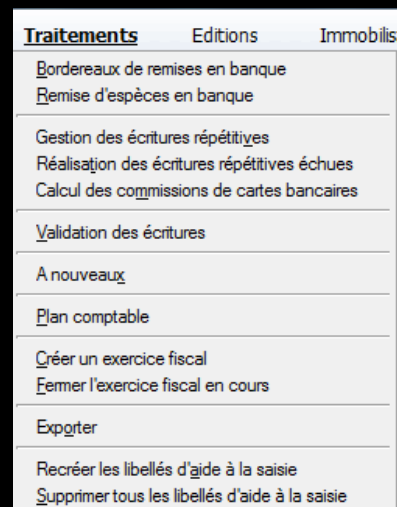 Traitements Editions Immobilis
Bordereaux de remises en banque
Remise d'espèces en banque
Gestion des écritures répétitives
Réalisation des écritures répétitives échues
Calcul des commissions de cartes bancaires
Validation des écritures
A nouveaux
Plan comptable
Créer un exercice fiscal
Fermer l'exercice fiscal en cours
Exporter
Recréer les libellés d'aide à la saisie
Supprimer tous les libellés d'aide à la saisie